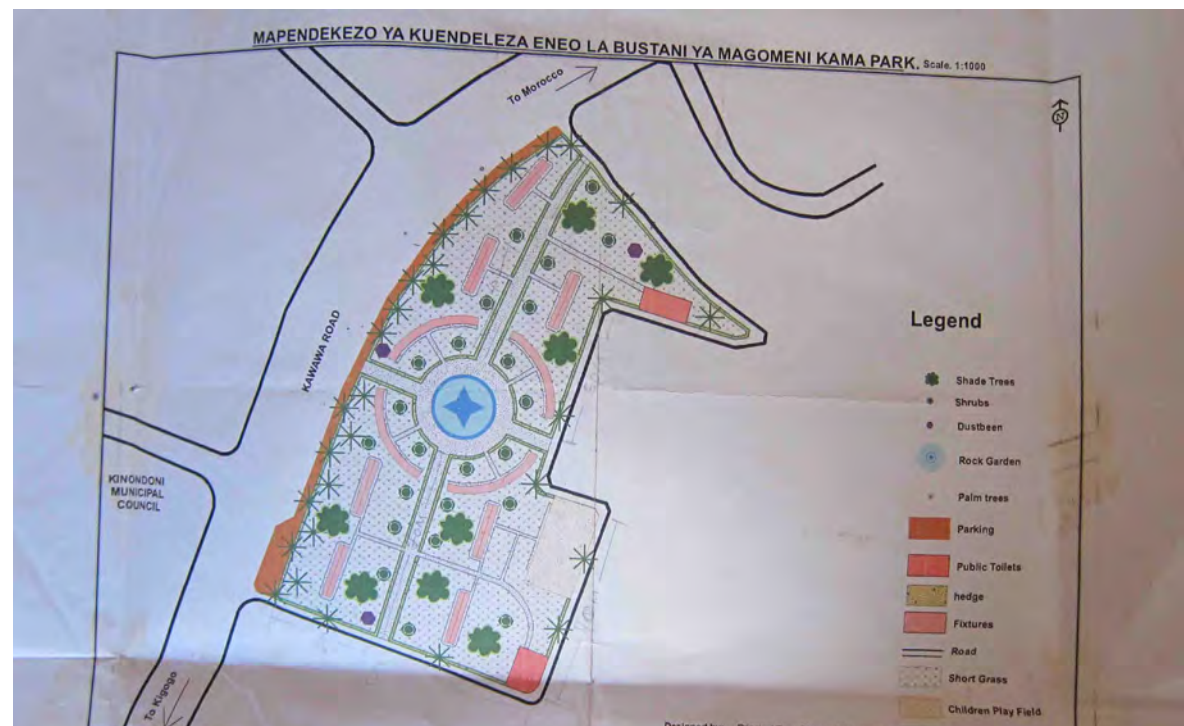 MAPENDEKEZO YA KUENDELEZA ENEO LA BUSTANI YA MAGOMENI KAMA PARK. Scale. 1:1000
To Morocco
N
KAWAWA ROAD
KINONDONI
MUNICIPAL
COUNCIL
To Kigogo
Legend
Shade Trees
Shrubs
Dustbeen
Rock Garden
Palm trees
Parking
Public Toilets
hedge
Fixtures
Road
Short Grass
Children Play Field